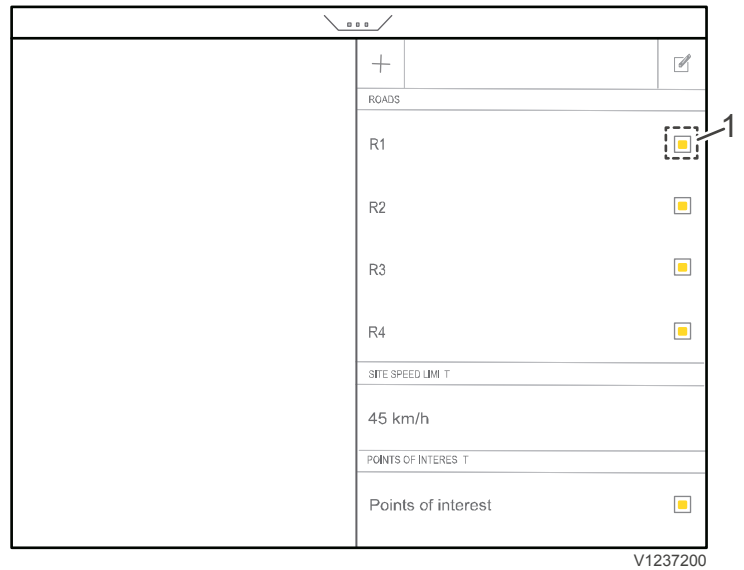 ROADS
1
R1
R2
R3
R4
SITE SPEED LIMI T
45 km/h
POINTS OF INTERES T
Points of interest
V1237200